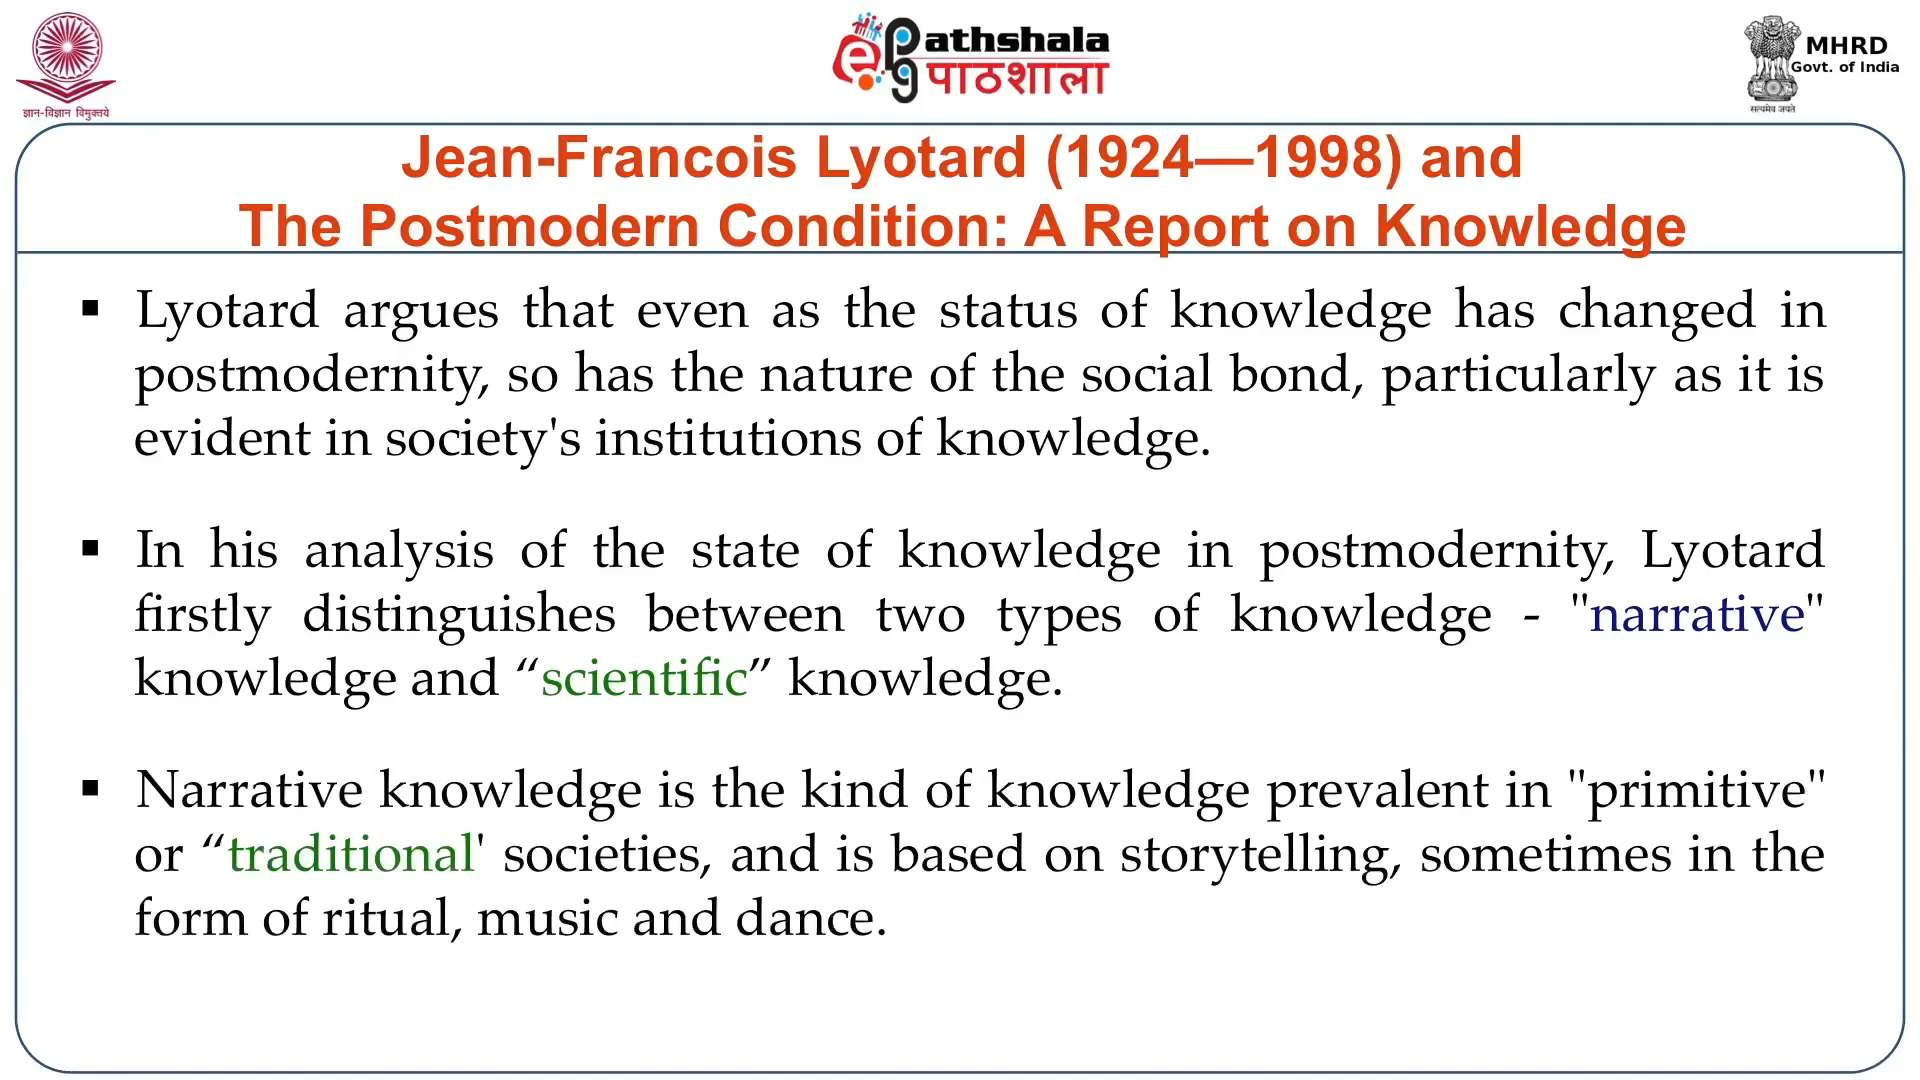 ज्ञान-विज्ञान विमुक्तये
ePathshala
पाठशाला
MHRD
Govt. of India
सत्यमेव जयते
Jean-Francois Lyotard (1924—1998) and
The Postmodern Condition: A Report on Knowledge
▪ Lyotard argues that even as the status of knowledge has changed in
postmodernity, so has the nature of the social bond, particularly as it is
evident in society's institutions of knowledge.
▪ In his analysis of the state of knowledge in postmodernity, Lyotard
firstly distinguishes between two types of knowledge - "narrative"
knowledge and “scientific” knowledge.
▪ Narrative knowledge is the kind of knowledge prevalent in "primitive"
or “traditional' societies, and is based on storytelling, sometimes in the
form of ritual, music and dance.